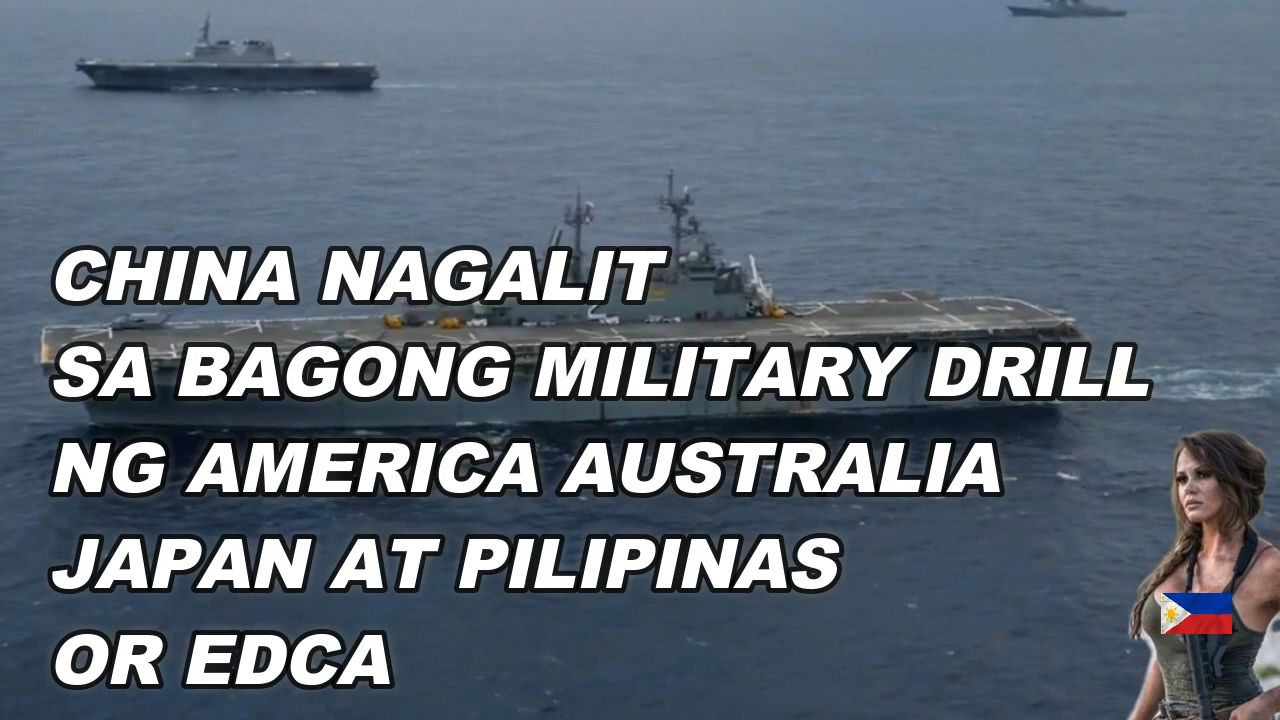 CHINA NAGALIT
SA BAGONG MILITARY DRILL
NG AMERICA AUSTRALIA
JAPAN AT PILIPINAS
OR EDCA